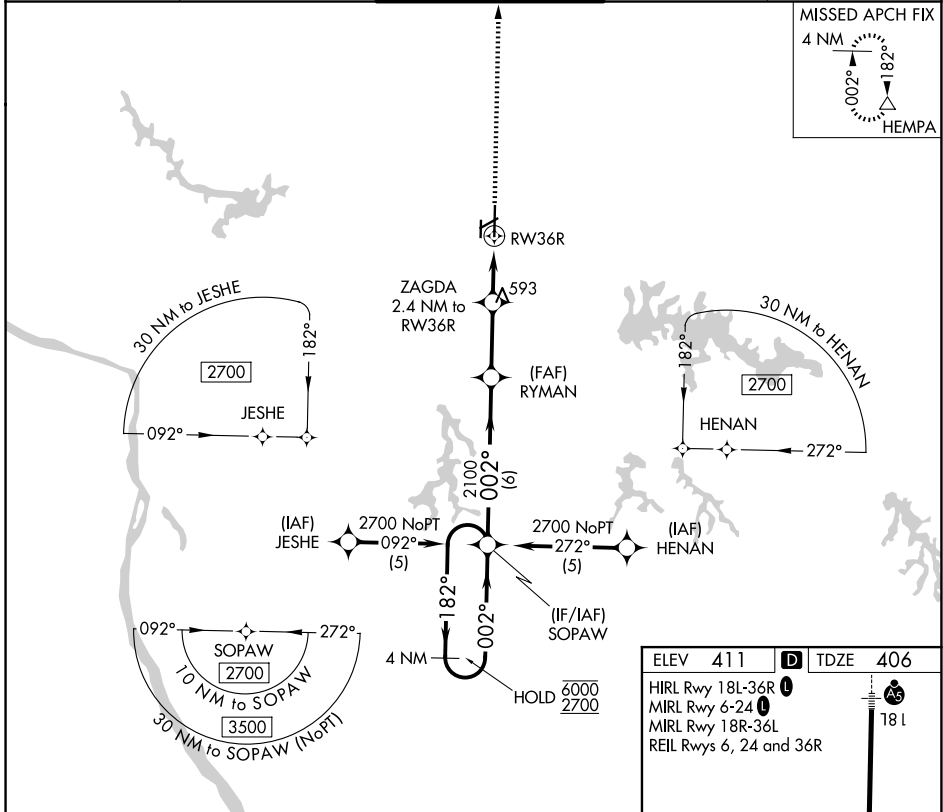 MISSED APCH FIX
4 NM
002°
182°
HEMPA
RW36R
ZAGDA
2.4 NM to
RW36R
593
(FAF)
RYMAN
30 NM to JESHE
2700
182°
JESHE
092°
30 NM to HENAN
182°
2700
HENAN
272°
2100
002°
(6)
(IAF)
JESHE
2700 NoPT
092°
(5)
2700 NoPT
272°
(5)
(IAF)
HENAN
182°
002°
(IF/IAF)
SOPAW
4 NM
HOLD 6000
2700
092°
272°
SOPAW
2700
10 NM to SOPAW
3500
30 NM to SOPAW (NoPT)
ELEV 411 D TDZE 406
HIRL Rwy 18L-36R L
MIRL Rwy 6-24 L
MIRL Rwy 18R-36L
REIL Rwys 6, 24 and 36R
A5
18L